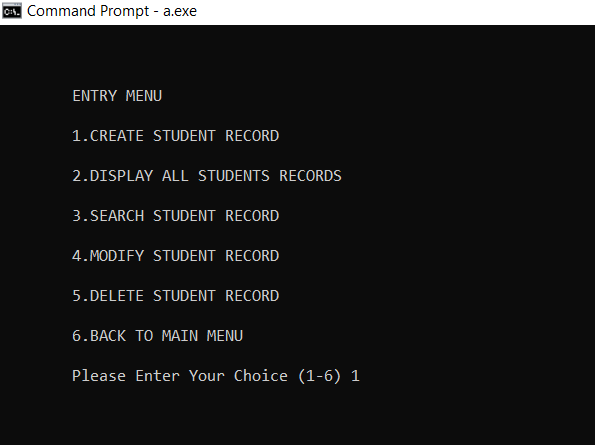 Command Prompt - a.exe
ENTRY MENU
1.CREATE STUDENT RECORD
2.DISPLAY ALL STUDENTS RECORDS
3.SEARCH STUDENT RECORD
4.MODIFY STUDENT RECORD
5.DELETE STUDENT RECORD
6.BACK TO MAIN MENU
Please Enter Your Choice (1-6) 1